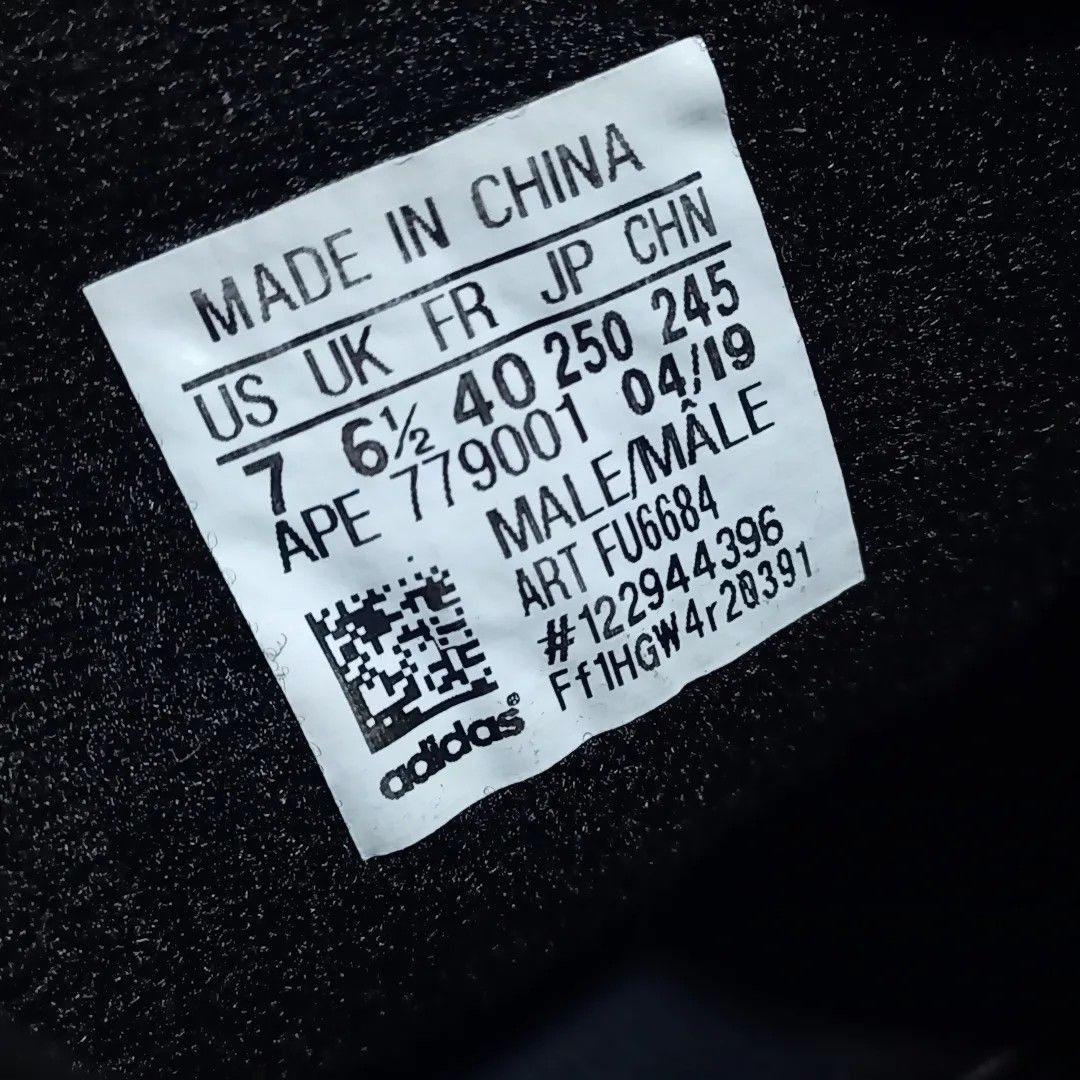 MADE IN CHINA
US UK FR JP CHN
7 6½ 40 250 245
APE 779001 04/19
MALE/MÂLE
ART FU6684
#122944396
Ff1HGW4r20391
adidas®